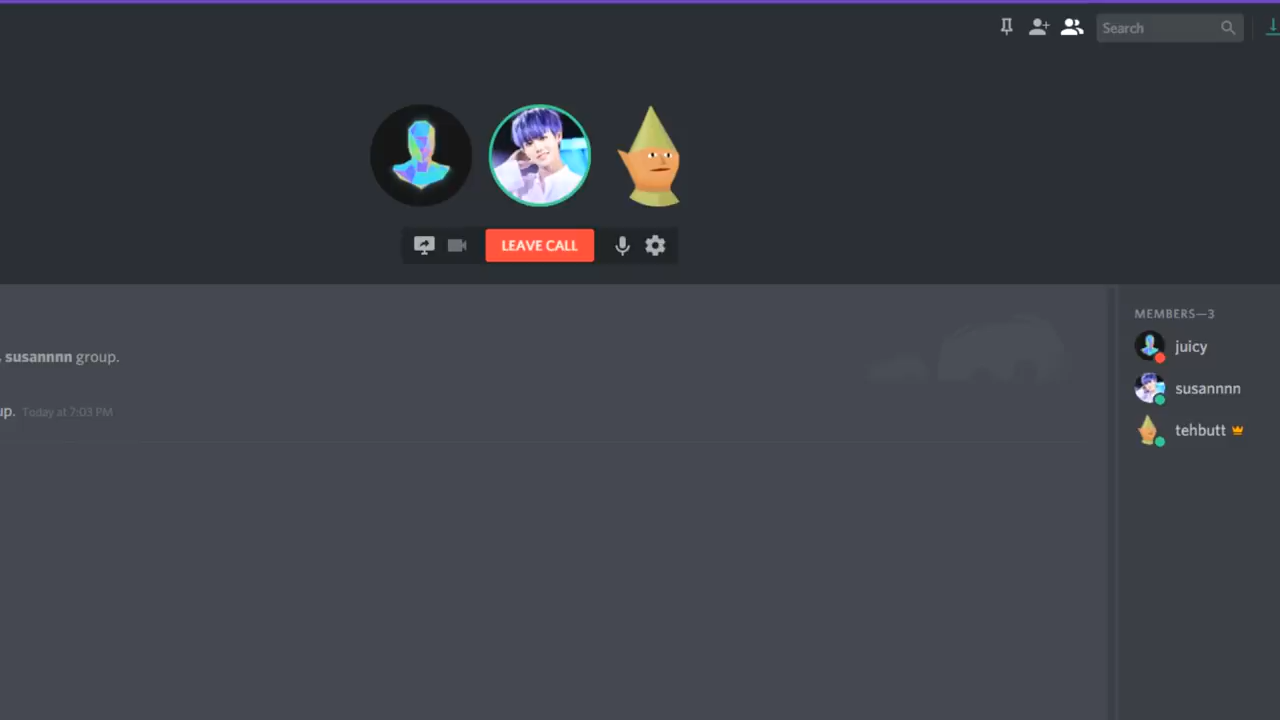 Search
LEAVE CALL
MEMBERS—3
juicy
, susannnn group.
susannnn
up. Today at 7:03 PM
tehbutt